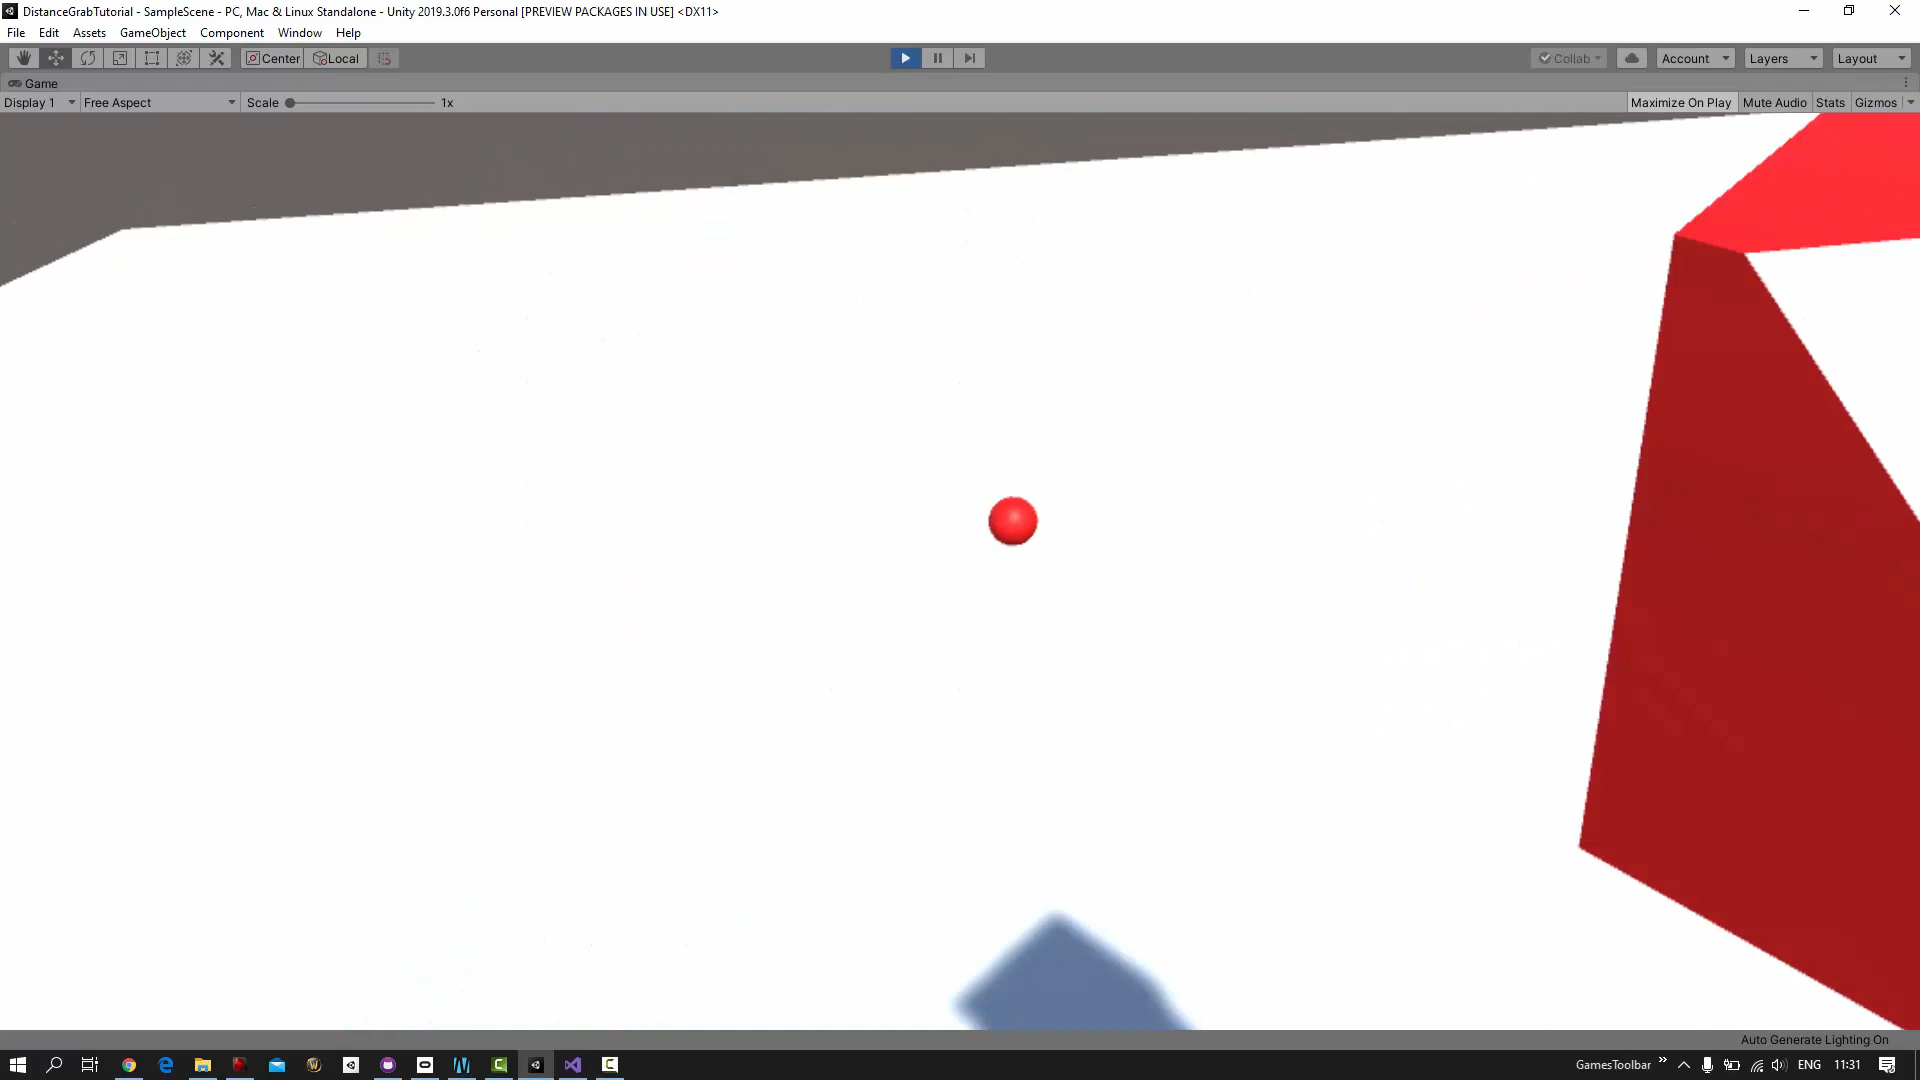 DistanceGrabTutorial - SampleScene - PC, Mac & Linux Standalone - Unity 2019.3.0f6 Personal [PREVIEW PACKAGES IN USE] <DX11>
File Edit Assets GameObject Component Window Help
Center Local Collab Account Layers Layout
Game
Display 1 Free Aspect Scale 1x Maximize On Play Mute Audio Stats Gizmos
Auto Generate Lighting On
GamesToolbar ENG 11:31